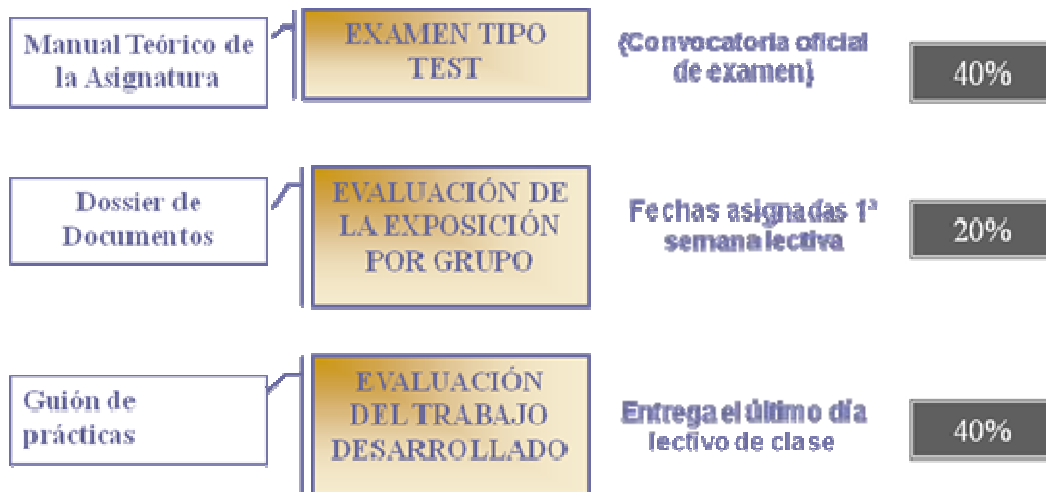 Manual Teórico de
la Asignatura
EXAMEN TIPO
TEST
(Convocatoria oficial
de examen)
40%
Dossier de
Documentos
EVALUACIÓN DE
LA EXPOSICIÓN
POR GRUPO
Fechas asignadas 1ª
semana lectiva
20%
Guión de
prácticas
EVALUACIÓN
DEL TRABAJO
DESARROLLADO
Entrega el último día
lectivo de clase
40%